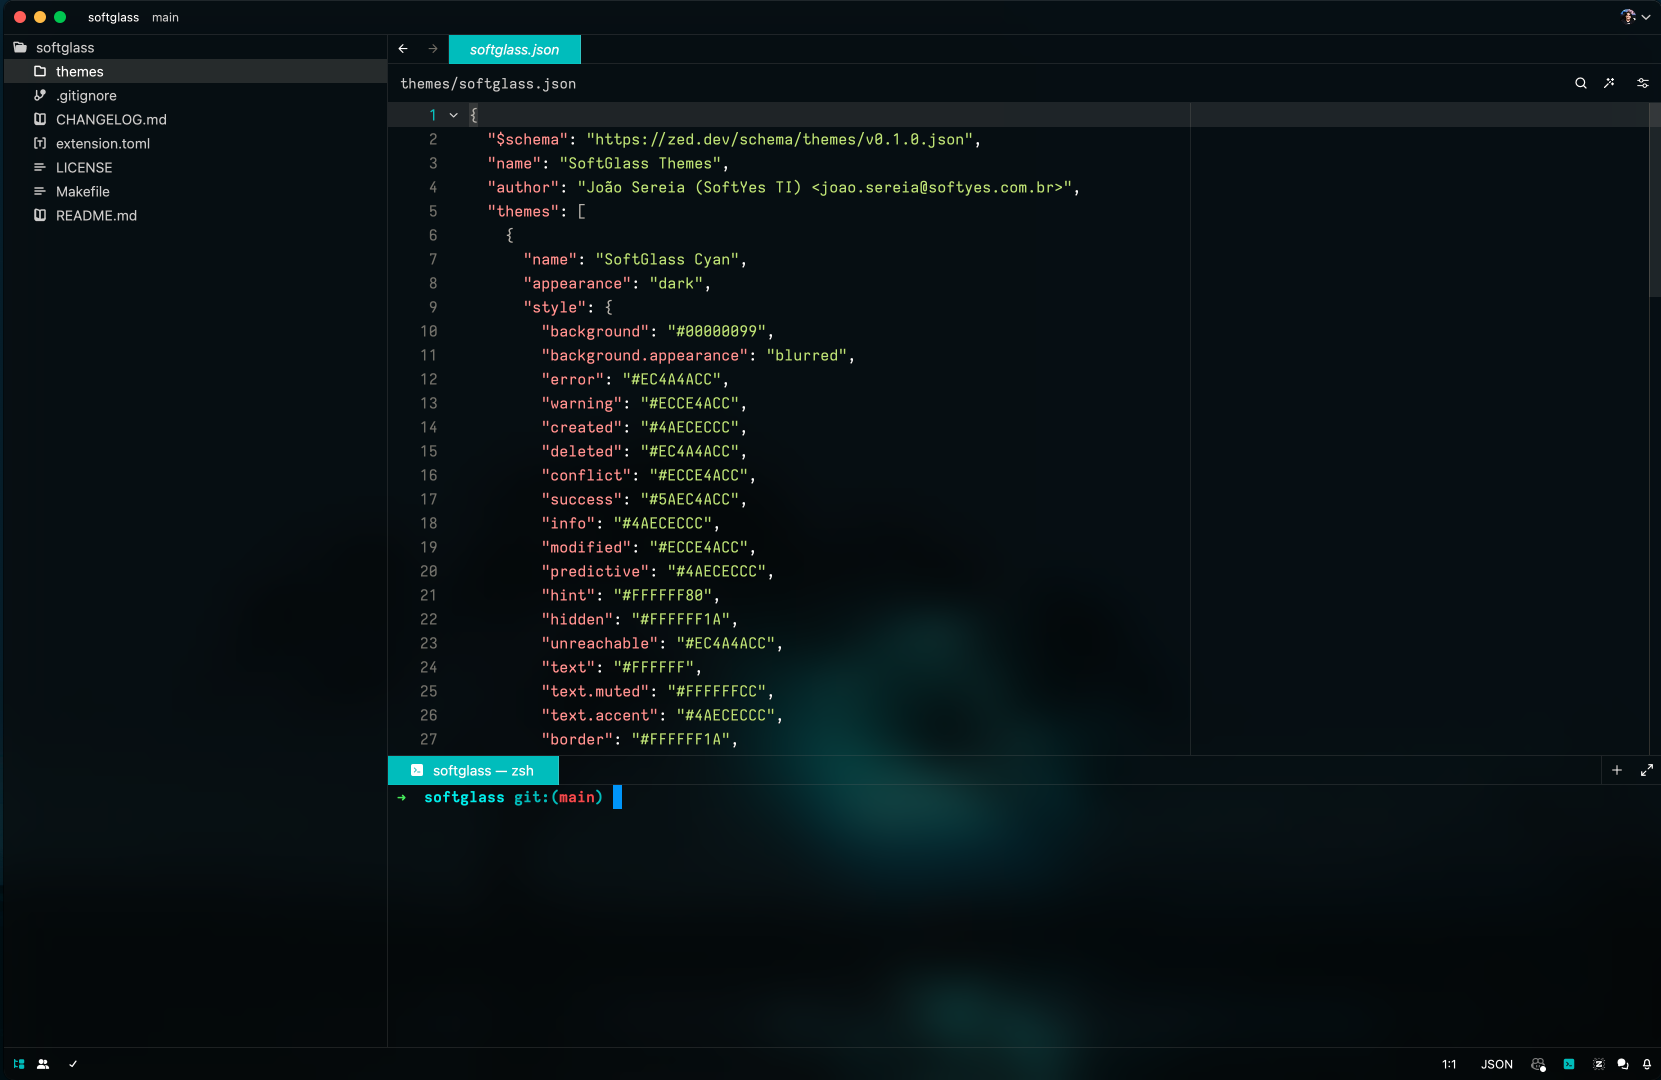 softglass main
softglass
themes
.gitignore
CHANGELOG.md
extension.toml
LICENSE
Makefile
README.md
softglass.json
themes/softglass.json
1 {
2 "$schema": "https://zed.dev/schema/themes/v0.1.0.json",
3 "name": "SoftGlass Themes",
4 "author": "João Sereia (SoftYes TI) <joao.sereia@softyes.com.br>",
5 "themes": [
6 {
7 "name": "SoftGlass Cyan",
8 "appearance": "dark",
9 "style": {
10 "background": "#00000099",
11 "background.appearance": "blurred",
12 "error": "#EC4A4ACC",
13 "warning": "#ECCE4ACC",
14 "created": "#4AECECCC",
15 "deleted": "#EC4A4ACC",
16 "conflict": "#ECCE4ACC",
17 "success": "#5AEC4ACC",
18 "info": "#4AECECCC",
19 "modified": "#ECCE4ACC",
20 "predictive": "#4AECECCC",
21 "hint": "#FFFFFF80",
22 "hidden": "#FFFFFF1A",
23 "unreachable": "#EC4A4ACC",
24 "text": "#FFFFFF",
25 "text.muted": "#FFFFFFCC",
26 "text.accent": "#4AECECCC",
27 "border": "#FFFFFF1A",
softglass — zsh
➜ softglass git:(main)
1:1 JSON